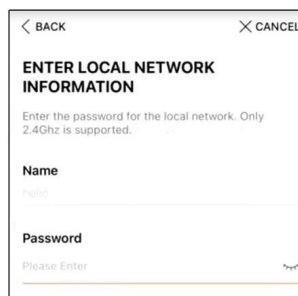 BACK
CANCEL
ENTER LOCAL NETWORK
INFORMATION
Enter the password for the local network. Only
2.4Ghz is supported.
Name
hello
Password
Please Enter